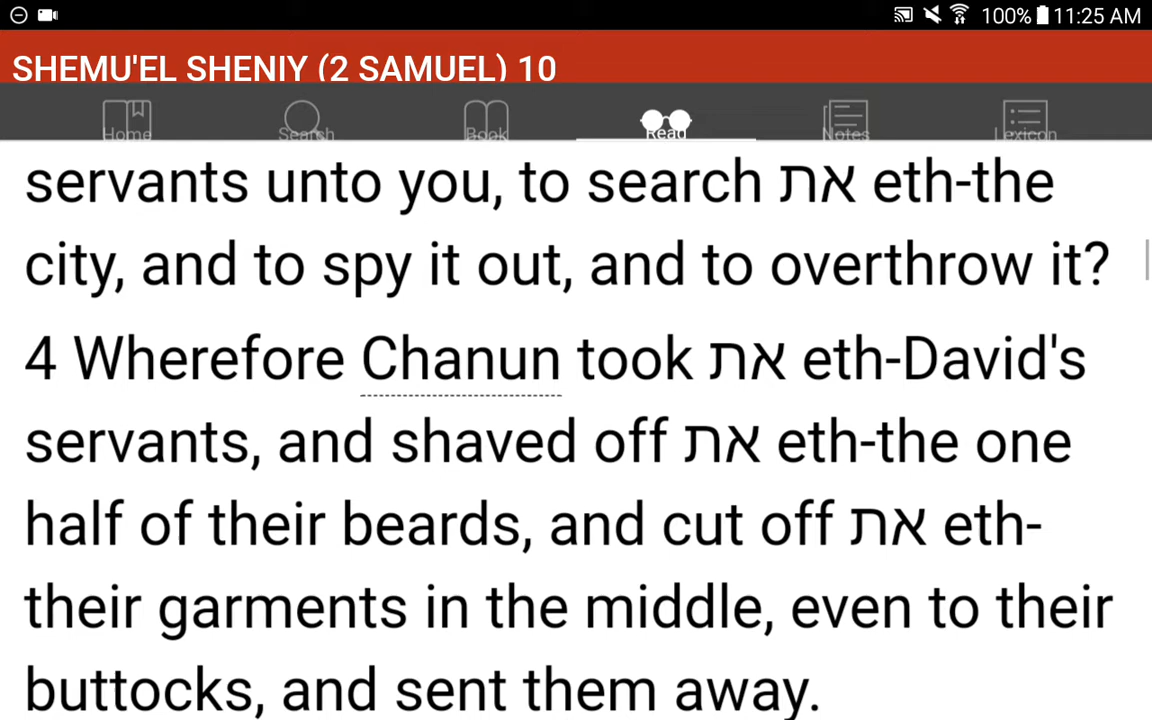 100% 11:25 AM
SHEMU'EL SHENIY (2 SAMUEL) 10
Home Search Book Read Notes Lexicon
servants unto you, to search את eth-the
city, and to spy it out, and to overthrow it?
4 Wherefore Chanun took את eth-David's
servants, and shaved off את eth-the one
half of their beards, and cut off את eth-
their garments in the middle, even to their
buttocks, and sent them away.